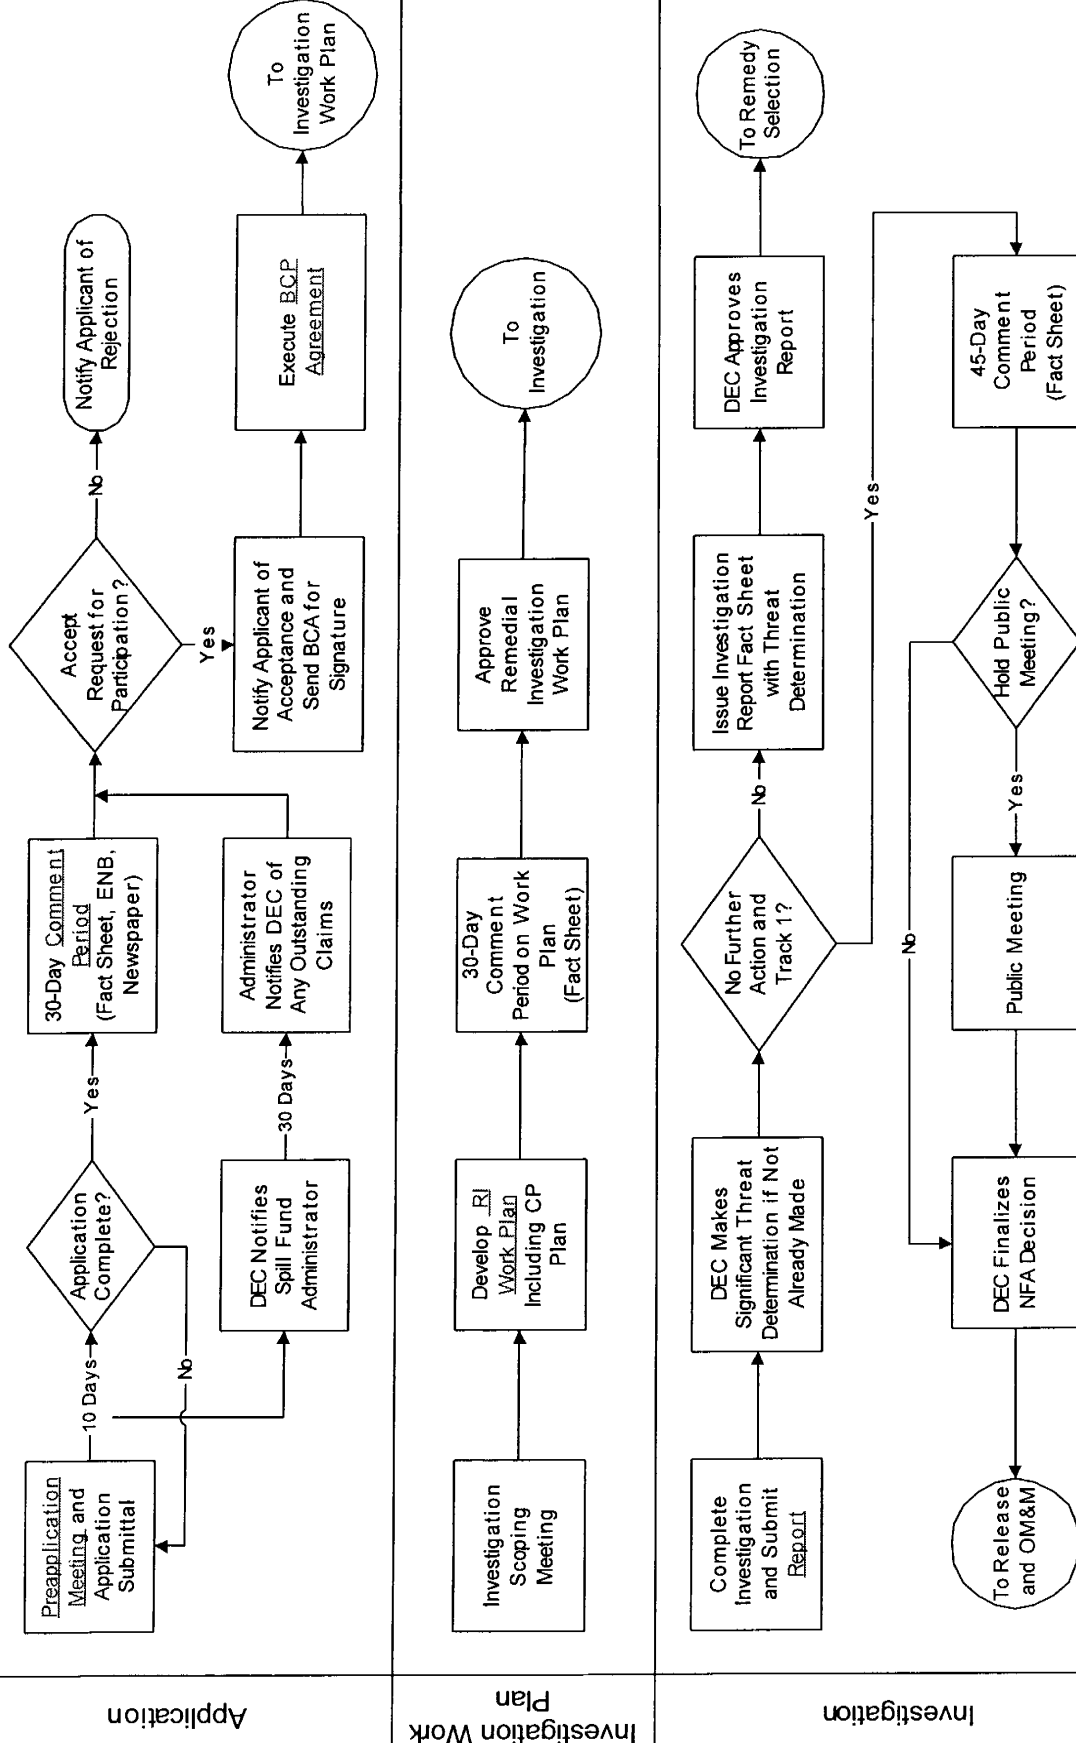 Application
Preapplication
Meeting and
Application
Submittal
10 Days
Application
Complete?
No
Yes
30-Day Comment
Period
(Fact Sheet, ENB,
Newspaper)
Accept
Request for
Participation?
No
Notify Applicant of
Rejection
DEC Notifies
Spill Fund
Administrator
30 Days
Administrator
Notifies DEC of
Any Outstanding
Claims
Yes
Notify Applicant of
Acceptance and
Send BCA for
Signature
Execute BCP
Agreement
To
Investigation
Work Plan
Investigation Work
Plan
Investigation
Scoping
Meeting
Develop RI
Work Plan
Including CP
Plan
30-Day
Comment
Period on Work
Plan
(Fact Sheet)
Approve
Remedial
Investigation
Work Plan
To
Investigation
Investigation
Complete
Investigation
and Submit
Report
DEC Makes
Significant Threat
Determination if Not
Already Made
No Further
Action and
Track 1?
No
Issue Investigation
Report Fact Sheet
with Threat
Determination
DEC Approves
Investigation
Report
To Remedy
Selection
Yes
45-Day
Comment
Period
(Fact Sheet)
Hold Public
Meeting?
No
Yes
Public Meeting
DEC Finalizes
NFA Decision
To Release
and OM&M